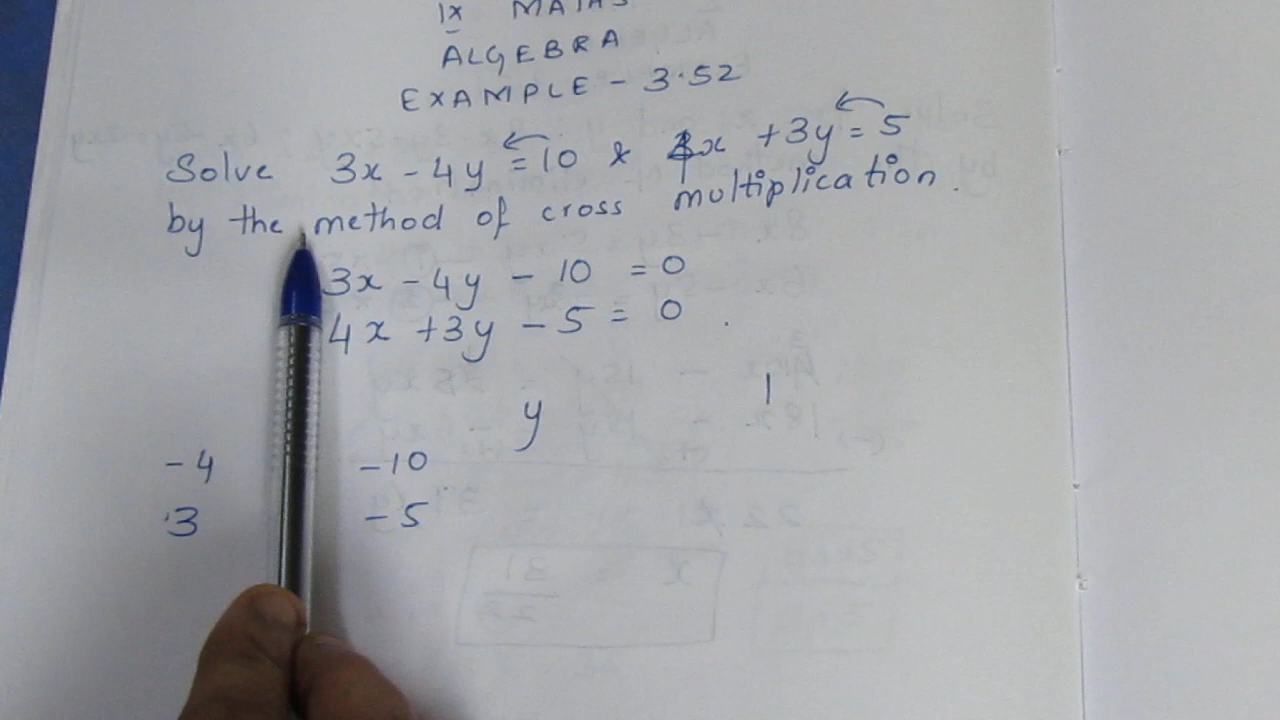 IX MATHS
ALGEBRA
EXAMPLE - 3.52
Solve 3x - 4y = 10 & 4x + 3y = 5
by the method of cross multiplication.
3x - 4y - 10 = 0
4x + 3y - 5 = 0.
y 1
-4 -10
3 -5